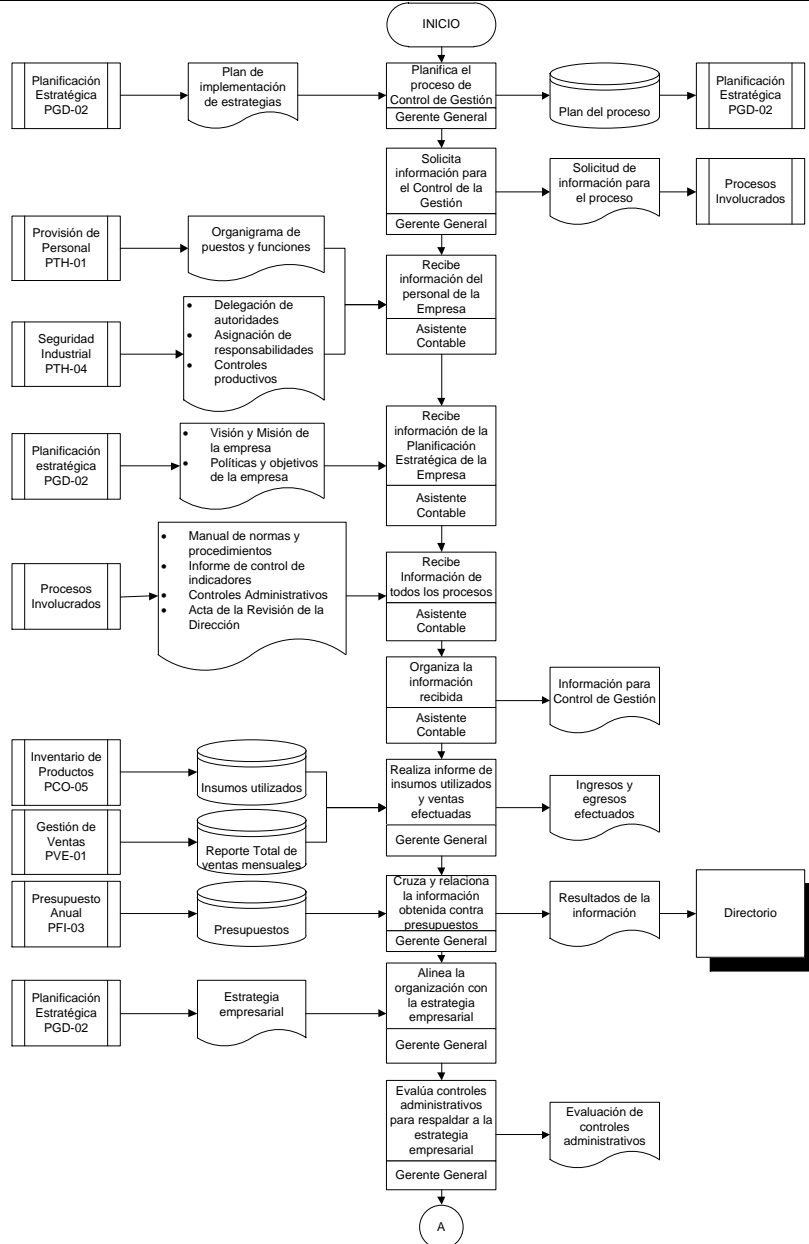 INICIO
Planificación
Estratégica
PGD-02
Plan de
implementación
de estrategias
Planifica el
proceso de
Control de Gestión
Gerente General
Plan del proceso
Planificación
Estratégica
PGD-02
Solicita
información para
el Control de la
Gestión
Gerente General
Solicitud de
información para
el proceso
Procesos
Involucrados
Provisión de
Personal
PTH-01
Organigrama de
puestos y funciones
Seguridad
Industrial
PTH-04
• Delegación de
autoridades
• Asignación de
responsabilidades
• Controles
productivos
Recibe
información del
personal de la
Empresa
Asistente
Contable
Planificación
estratégica
PGD-02
• Visión y Misión de
la empresa
• Políticas y objetivos
de la empresa
Recibe
información de la
Planificación
Estratégica de la
Empresa
Asistente
Contable
Procesos
Involucrados
• Manual de normas y
procedimientos
• Informe de control de
indicadores
• Controles Administrativos
• Acta de la Revisión de la
Dirección
Recibe
Información de
todos los procesos
Asistente
Contable
Organiza la
información
recibida
Asistente
Contable
Información para
Control de Gestión
Inventario de
Productos
PCO-05
Insumos utilizados
Gestión de
Ventas
PVE-01
Reporte Total de
ventas mensuales
Realiza informe de
insumos utilizados
y ventas
efectuadas
Gerente General
Ingresos y
egresos
efectuados
Presupuesto
Anual
PFI-03
Presupuestos
Cruza y relaciona
la información
obtenida contra
presupuestos
Gerente General
Resultados de la
información
Directorio
Planificación
Estratégica
PGD-02
Estrategia
empresarial
Alinea la
organización con
la estrategia
empresarial
Gerente General
Evalúa controles
administrativos
para respaldar a la
estrategia
empresarial
Gerente General
Evaluación de
controles
administrativos
A